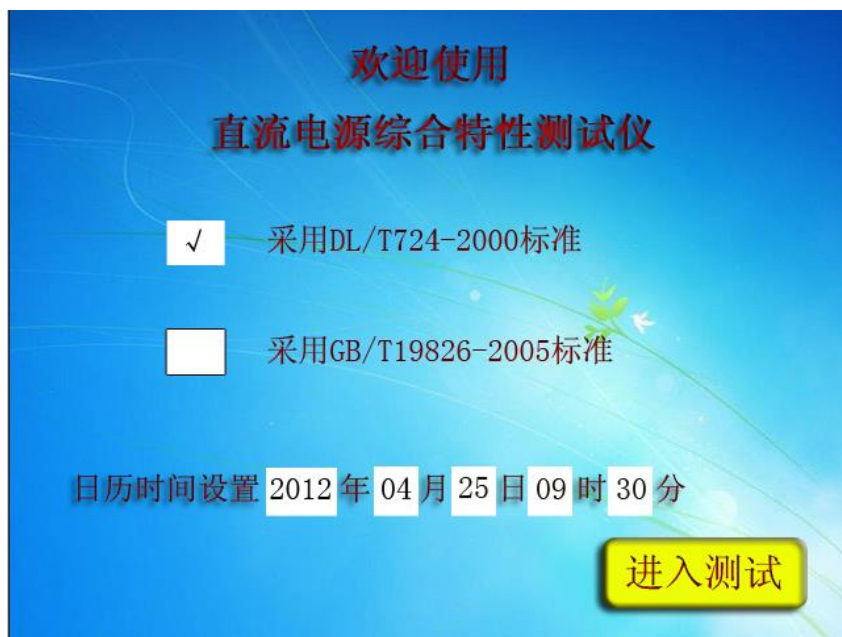 欢迎使用
直流电源综合特性测试仪
√ 采用DL/T724-2000标准
采用GB/T19826-2005标准
日历时间设置 2012 年 04 月 25 日 09 时 30 分
进入测试